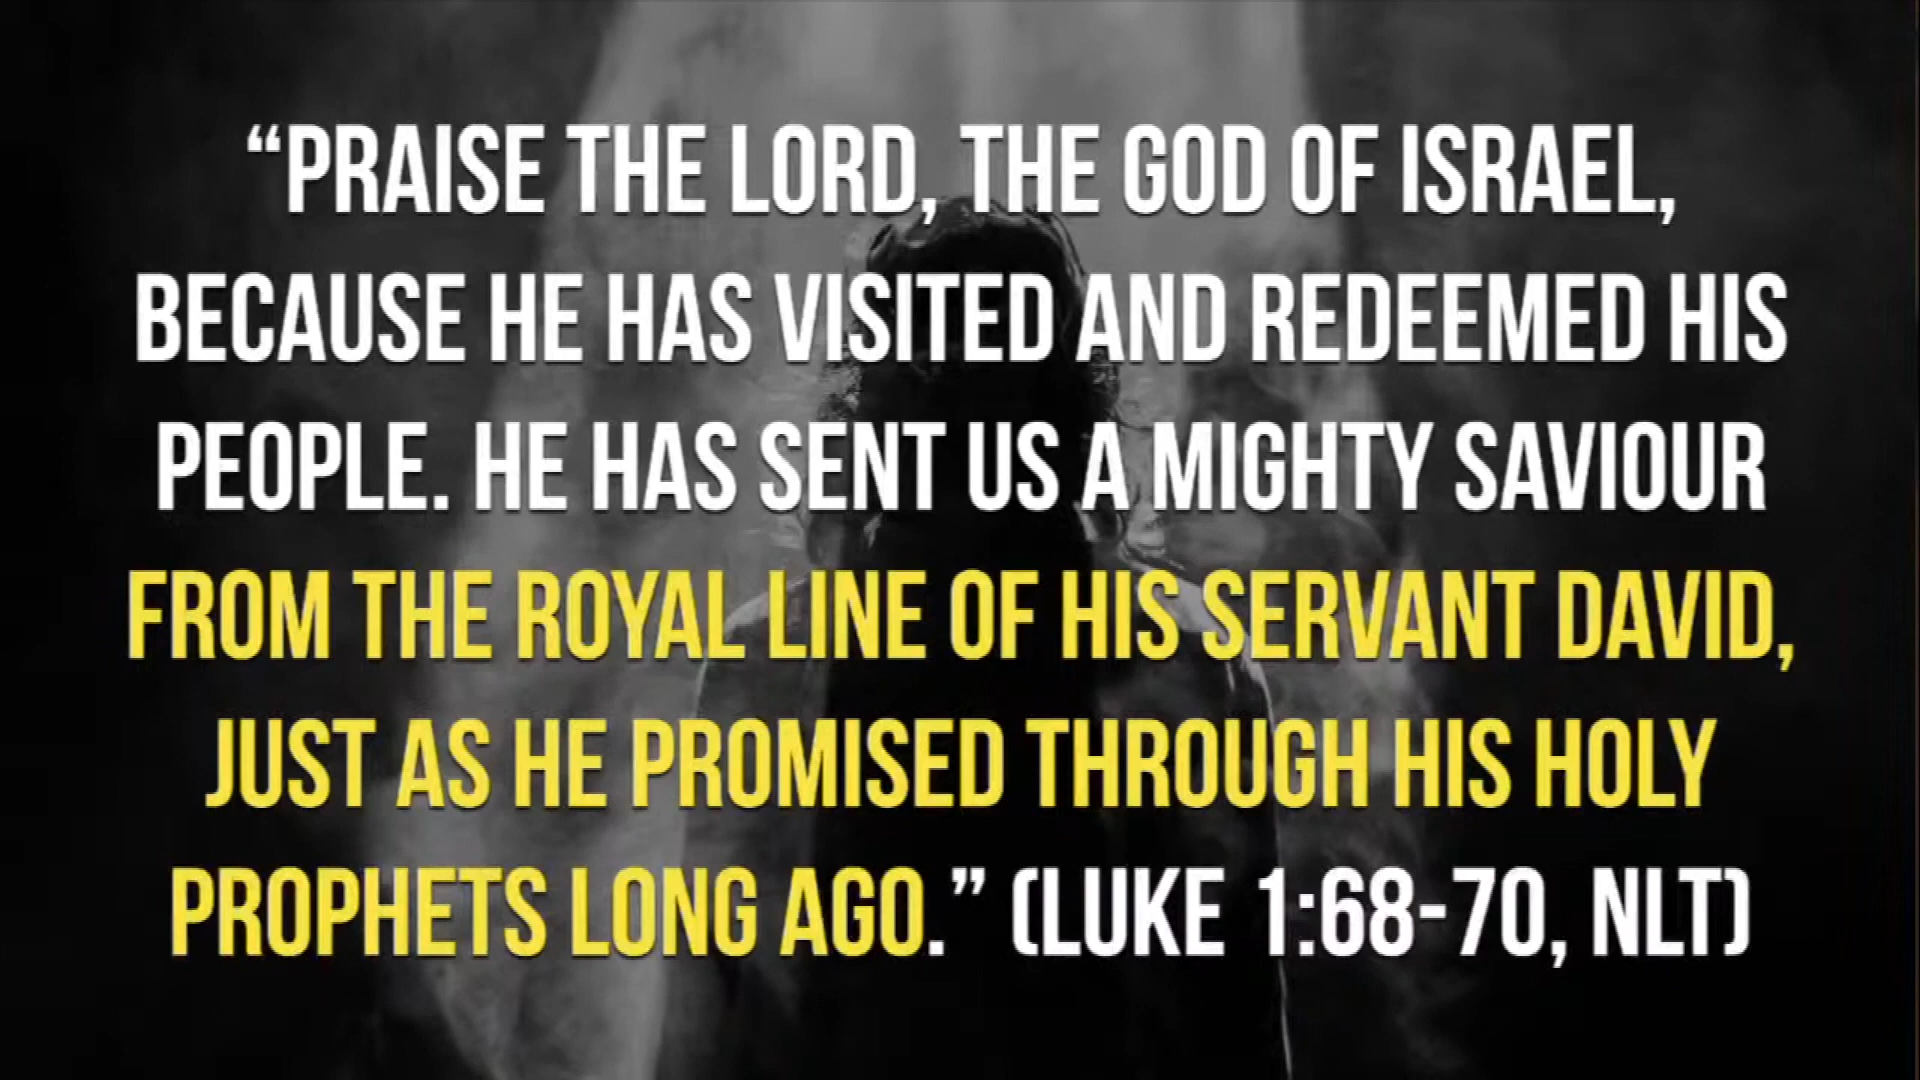 “PRAISE THE LORD, THE GOD OF ISRAEL,
BECAUSE HE HAS VISITED AND REDEEMED HIS
PEOPLE. HE HAS SENT US A MIGHTY SAVIOUR
FROM THE ROYAL LINE OF HIS SERVANT DAVID,
JUST AS HE PROMISED THROUGH HIS HOLY
PROPHETS LONG AGO.” (LUKE 1:68-70, NLT)